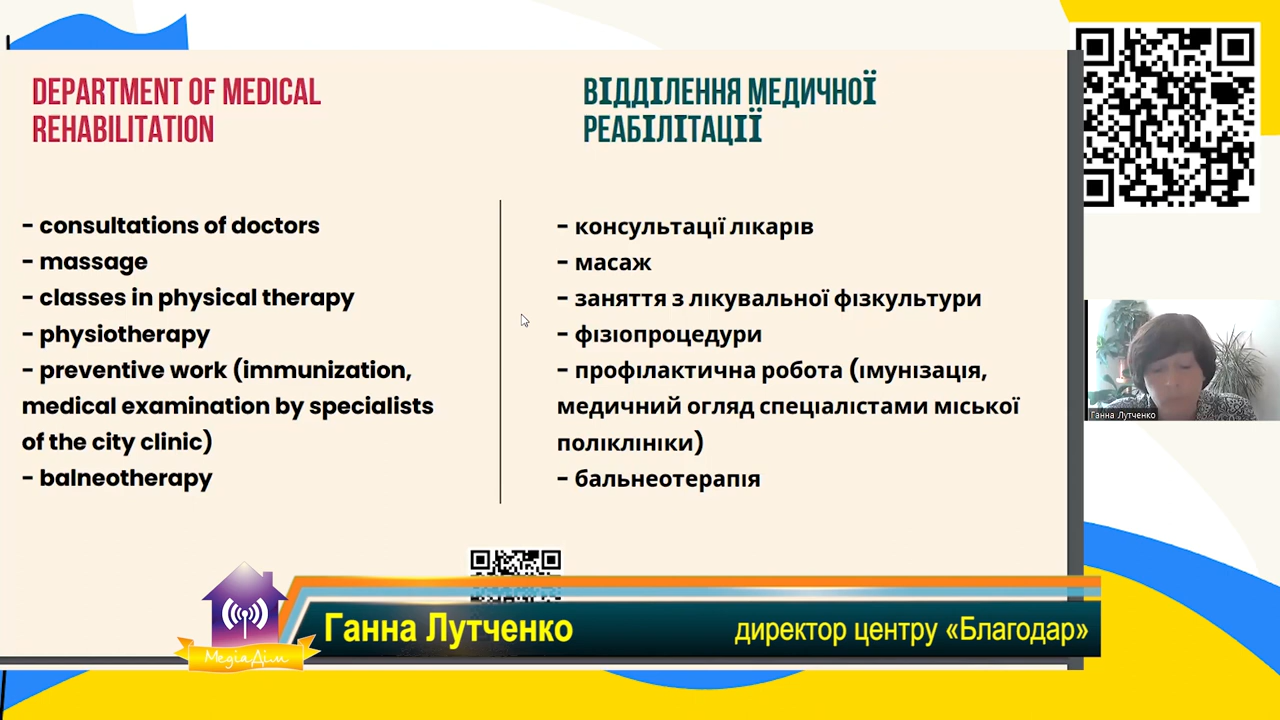 DEPARTMENT OF MEDICAL
REHABILITATION
- consultations of doctors
- massage
- classes in physical therapy
- physiotherapy
- preventive work (immunization,
medical examination by specialists
of the city clinic)
- balneotherapy
ВІДДІЛЕННЯ МЕДИЧНОЇ
РЕАБІЛІТАЦІЇ
- консультації лікарів
- масаж
- заняття з лікувальної фізкультури
- фізіопроцедури
- профілактична робота (імунізація,
медичний огляд спеціалістами міської
поліклініки)
- бальнеотерапія
Ганна Лутченко
МедіаДім
Ганна Лутченко
директор центру «Благодар»